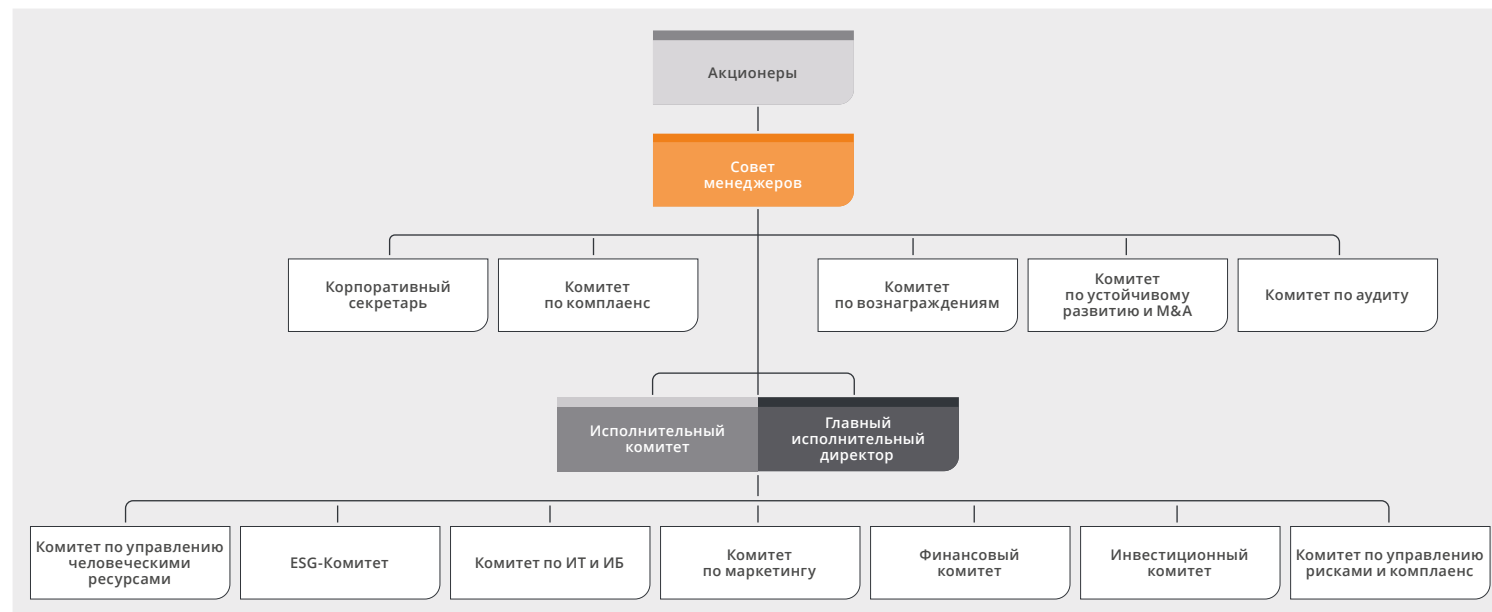 Акционеры
Совет
менеджеров
Корпоративный
секретарь
Комитет
по комплаенс
Комитет
по вознаграждениям
Комитет
по устойчивому
развитию и M&A
Комитет по аудиту
Исполнительный
комитет
Главный
исполнительный
директор
Комитет по управлению
человеческими
ресурсами
ESG-Комитет
Комитет по ИТ и ИБ
Комитет
по маркетингу
Финансовый
комитет
Инвестиционный
комитет
Комитет по управлению
рисками и комплаенс